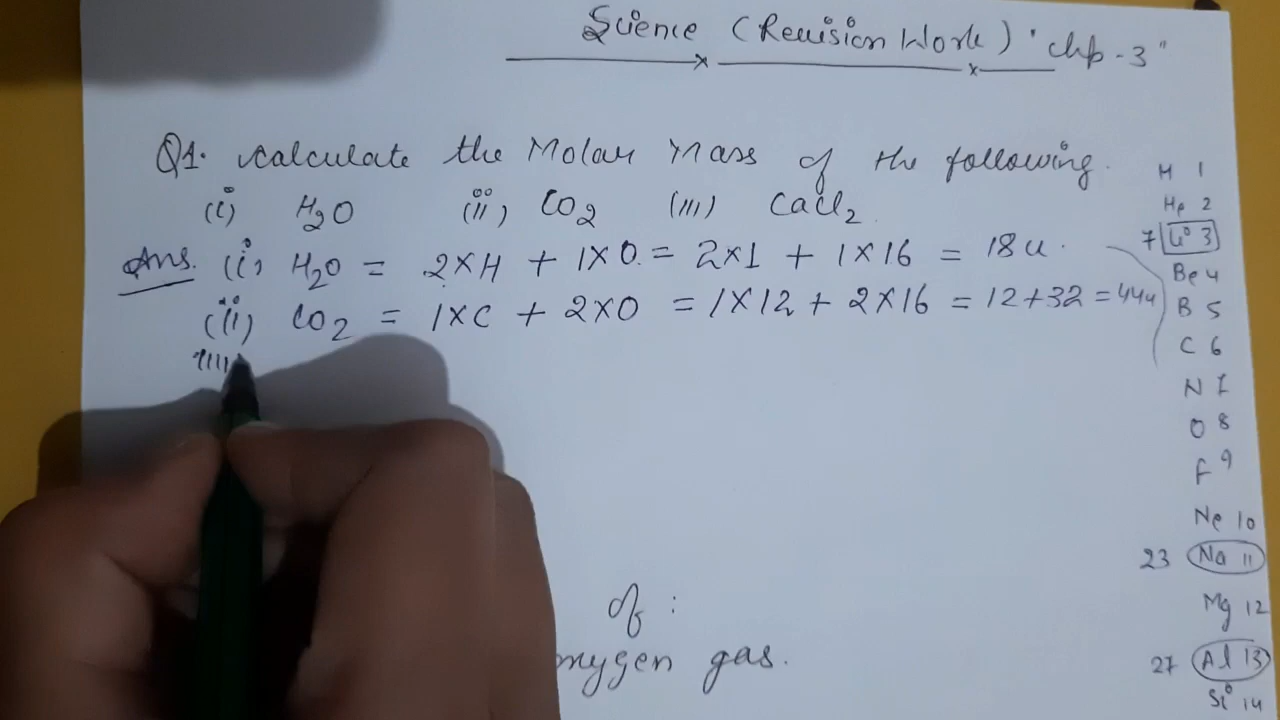 Science (Revision Work) "Chp-3"
Q1. Calculate the Molar Mass of the following.
(i) H2O (ii) CO2 (III) CaCl2
Ans. (i) H2O = 2×H + 1×O = 2×1 + 1×16 = 18u.
(ii) CO2 = 1×C + 2×O = 1×12 + 2×16 = 12+32 = 44u
(III
of :
oxygen gas.
H 1
He 2
7 Li 3
Be 4
B 5
C 6
N 7
O 8
F 9
Ne 10
23 Na 11
Mg 12
27 Al 13
Si 14